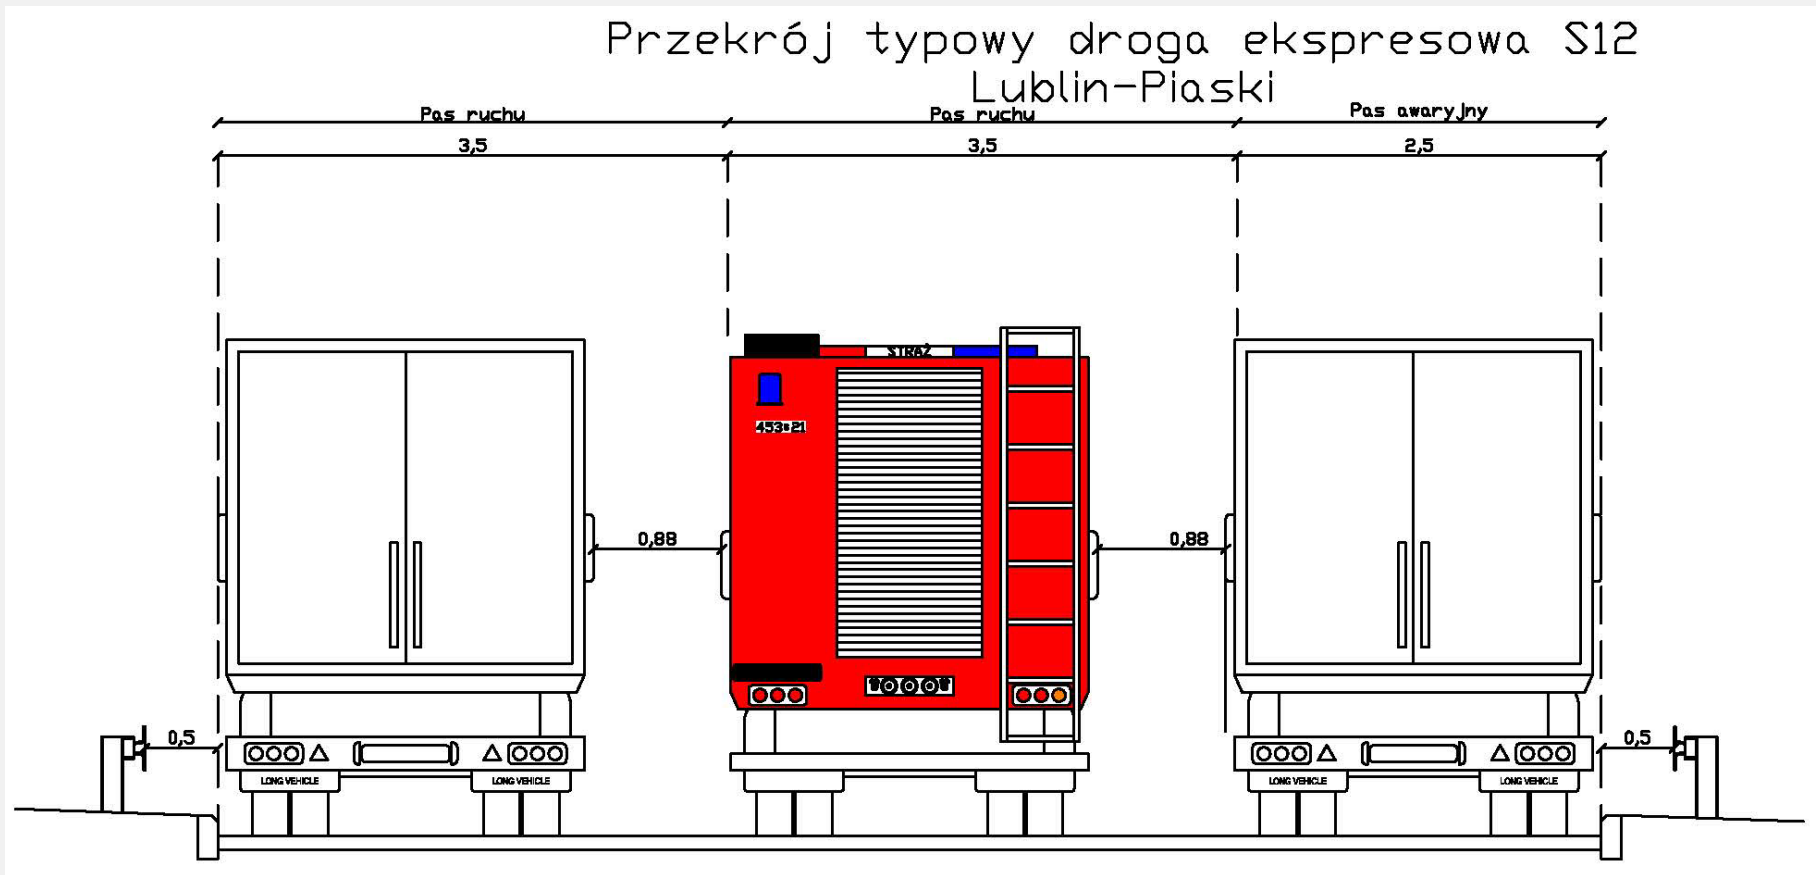 Przekrój typowy droga ekspresowa S12
Lublin-Piaski
Pas ruchu Pas ruchu Pas awaryjny
3,5 3,5 2,5
STRAŻ
453 21
0,88 0,88
0,5 0,5
LONG VEHICLE LONG VEHICLE LONG VEHICLE LONG VEHICLE